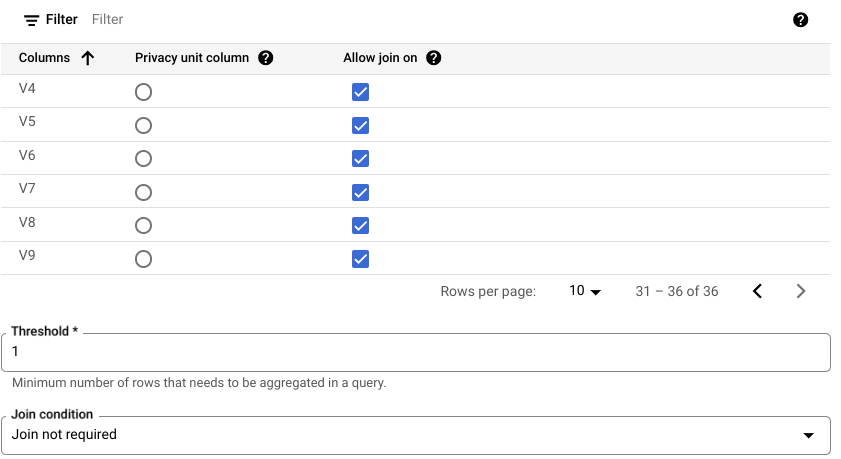 Filter Filter
Columns Privacy unit column Allow join on
V4
V5
V6
V7
V8
V9
Rows per page: 10 31 – 36 of 36
Threshold *
1
Minimum number of rows that needs to be aggregated in a query.
Join condition
Join not required